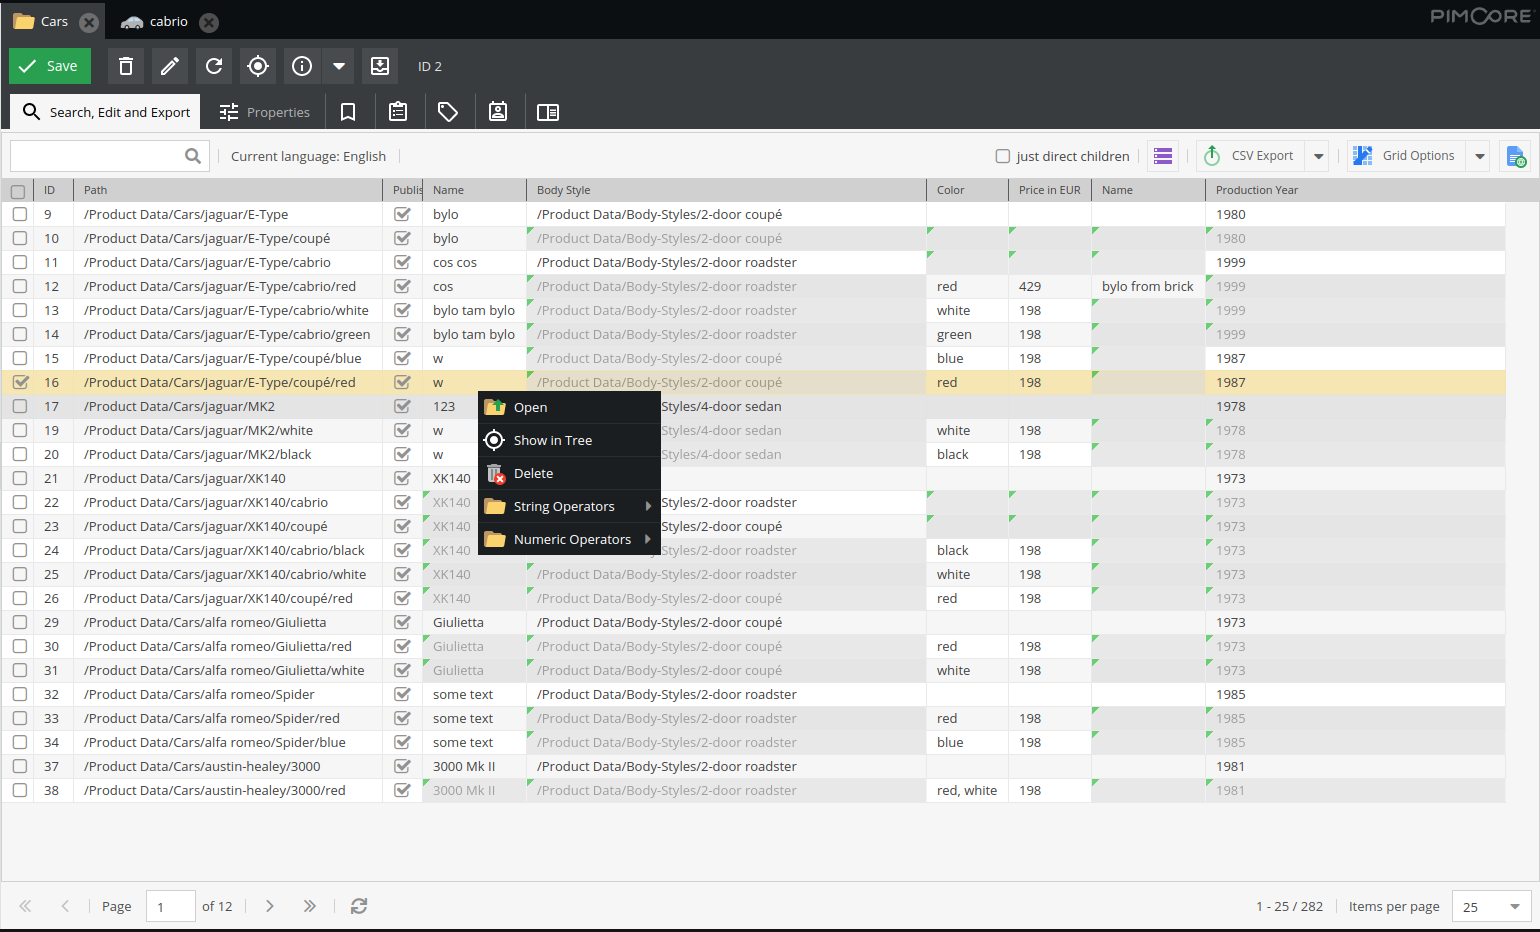 Cars cabrio PIMCORE
Save ID 2
Search, Edit and Export Properties
Current language: English just direct children CSV Export Grid Options
ID Path Publis Name Body Style Color Price in EUR Name Production Year
9 /Product Data/Cars/jaguar/E-Type bylo /Product Data/Body-Styles/2-door coupé 1980
10 /Product Data/Cars/jaguar/E-Type/coupé bylo /Product Data/Body-Styles/2-door coupé 1980
11 /Product Data/Cars/jaguar/E-Type/cabrio cos cos /Product Data/Body-Styles/2-door roadster 1999
12 /Product Data/Cars/jaguar/E-Type/cabrio/red cos /Product Data/Body-Styles/2-door roadster red 429 bylo from brick 1999
13 /Product Data/Cars/jaguar/E-Type/cabrio/white bylo tam bylo /Product Data/Body-Styles/2-door roadster white 198 1999
14 /Product Data/Cars/jaguar/E-Type/cabrio/green bylo tam bylo /Product Data/Body-Styles/2-door roadster green 198 1999
15 /Product Data/Cars/jaguar/E-Type/coupé/blue w /Product Data/Body-Styles/2-door coupé blue 198 1987
16 /Product Data/Cars/jaguar/E-Type/coupé/red w /Product Data/Body-Styles/2-door coupé red 198 1987
17 /Product Data/Cars/jaguar/MK2 123 Styles/4-door sedan 1978
19 /Product Data/Cars/jaguar/MK2/white w Styles/4-door sedan white 198 1978
20 /Product Data/Cars/jaguar/MK2/black w Styles/4-door sedan black 198 1978
21 /Product Data/Cars/jaguar/XK140 XK140 1973
22 /Product Data/Cars/jaguar/XK140/cabrio XK140 Styles/2-door roadster 1973
23 /Product Data/Cars/jaguar/XK140/coupé XK140 Styles/2-door coupé 1973
24 /Product Data/Cars/jaguar/XK140/cabrio/black XK140 Styles/2-door roadster black 198 1973
25 /Product Data/Cars/jaguar/XK140/cabrio/white XK140 /Product Data/Body-Styles/2-door roadster white 198 1973
26 /Product Data/Cars/jaguar/XK140/coupé/red XK140 /Product Data/Body-Styles/2-door coupé red 198 1973
29 /Product Data/Cars/alfa romeo/Giulietta Giulietta /Product Data/Body-Styles/2-door coupé 1973
30 /Product Data/Cars/alfa romeo/Giulietta/red Giulietta /Product Data/Body-Styles/2-door coupé red 198 1973
31 /Product Data/Cars/alfa romeo/Giulietta/white Giulietta /Product Data/Body-Styles/2-door coupé white 198 1973
32 /Product Data/Cars/alfa romeo/Spider some text /Product Data/Body-Styles/2-door roadster 1985
33 /Product Data/Cars/alfa romeo/Spider/red some text /Product Data/Body-Styles/2-door roadster red 198 1985
34 /Product Data/Cars/alfa romeo/Spider/blue some text /Product Data/Body-Styles/2-door roadster blue 198 1985
37 /Product Data/Cars/austin-healey/3000 3000 Mk II /Product Data/Body-Styles/2-door roadster 1981
38 /Product Data/Cars/austin-healey/3000/red 3000 Mk II /Product Data/Body-Styles/2-door roadster red, white 198 1981
Open
Show in Tree
Delete
String Operators
Numeric Operators
Page 1 of 12 1 - 25 / 282 Items per page 25